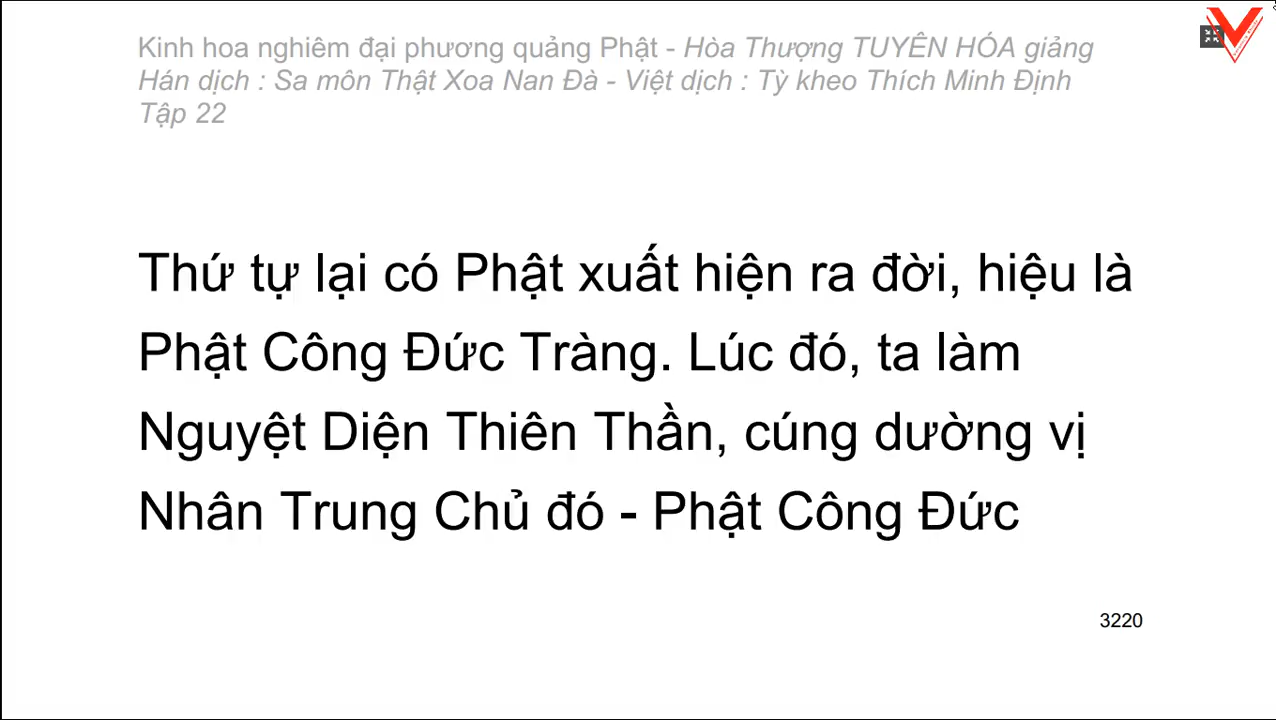 Kinh hoa nghiêm đại phương quảng Phật - Hòa Thượng TUYÊN HÓA giảng
Hán dịch : Sa môn Thật Xoa Nan Đà - Việt dịch : Tỳ kheo Thích Minh Định
Tập 22
Thứ tự lại có Phật xuất hiện ra đời, hiệu là
Phật Công Đức Tràng. Lúc đó, ta làm
Nguyệt Diện Thiên Thần, cúng dường vị
Nhân Trung Chủ đó - Phật Công Đức
3220